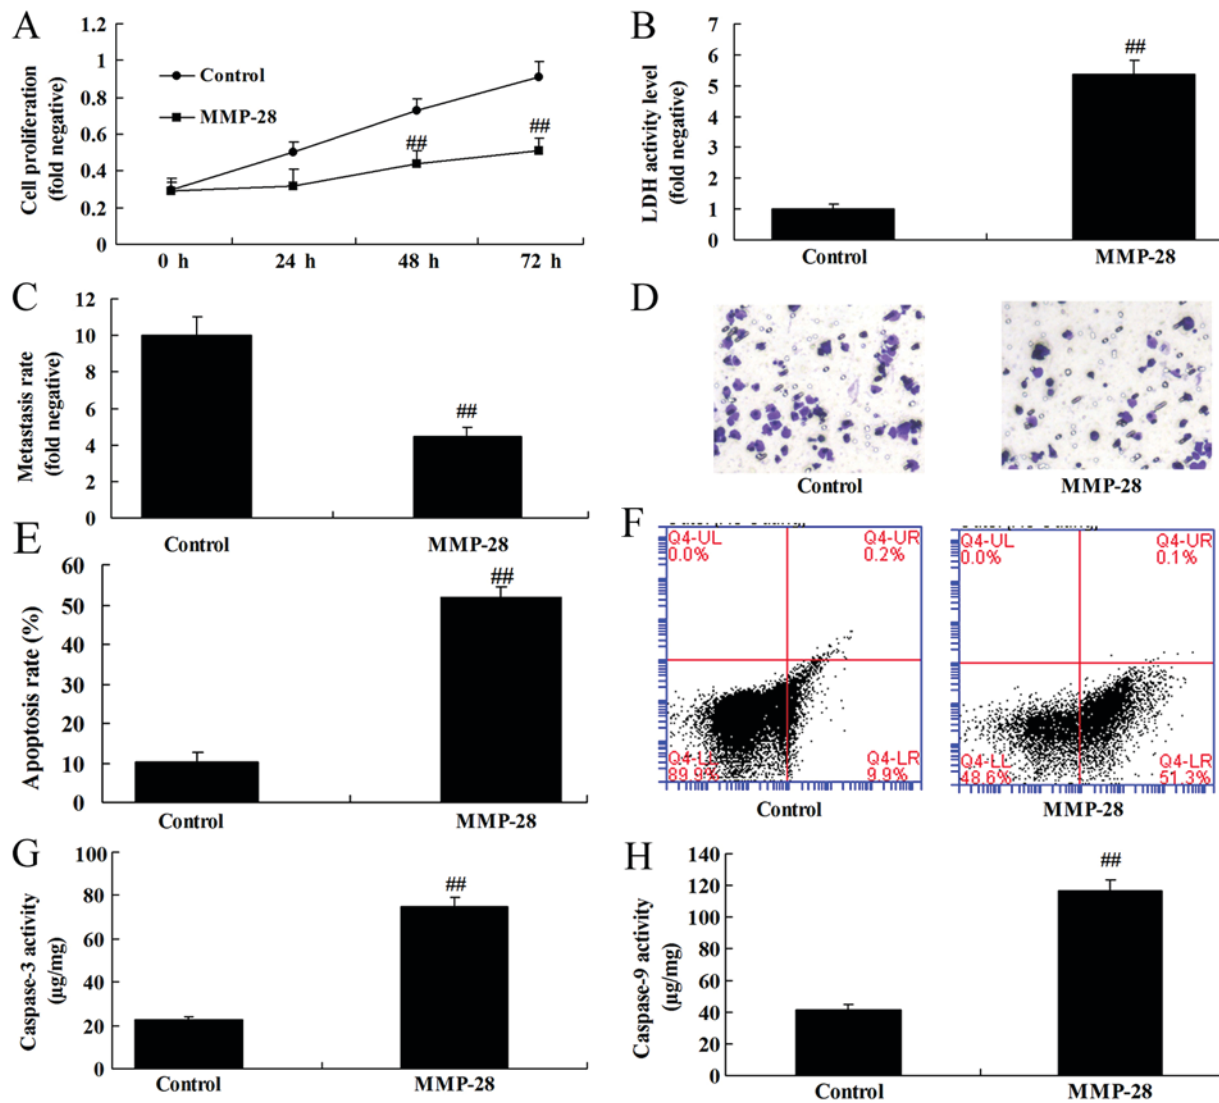 A
Cell proliferation
(fold negative)
1.2
1
0.8
0.6
0.4
0.2
0
Control
MMP-28
##
##
0 h
24 h
48 h
72 h
B
LDH activity level
(fold negative)
7
6
5
4
3
2
1
0
##
Control
MMP-28
C
Metastasis rate
(fold negative)
12
10
8
6
4
2
0
##
Control
MMP-28
D
Control
MMP-28
E
Apoptosis rate (%)
60
50
40
30
20
10
0
##
Control
MMP-28
F
Q4-UL
0.0%
Q4-UR
0.2%
Q4-LL
89.9%
Q4-LR
9.9%
Control
Q4-UL
0.0%
Q4-UR
0.1%
Q4-LL
48.6%
Q4-LR
51.3%
MMP-28
G
Caspase-3 activity
(µg/mg)
100
80
60
40
20
0
##
Control
MMP-28
H
Caspase-9 activity
(µg/mg)
140
120
100
80
60
40
20
0
##
Control
MMP-28